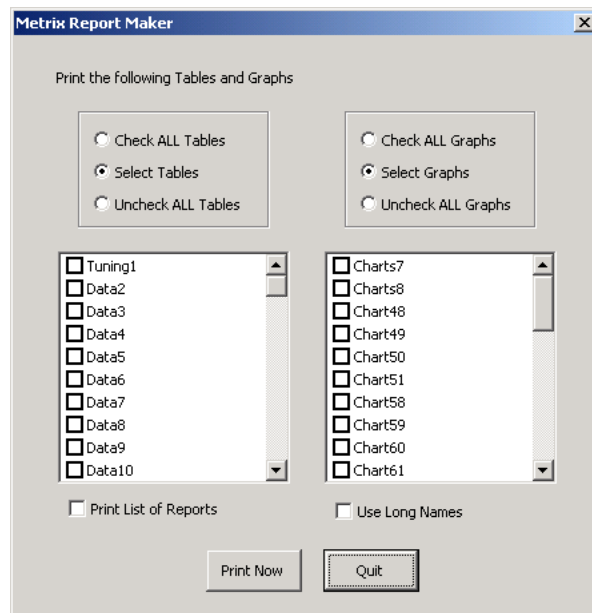 Metrix Report Maker
Print the following Tables and Graphs
Check ALL Tables
Select Tables
Uncheck ALL Tables
Check ALL Graphs
Select Graphs
Uncheck ALL Graphs
Tuning1
Data2
Data3
Data4
Data5
Data6
Data7
Data8
Data9
Data10
Charts7
Charts8
Chart48
Chart49
Chart50
Chart51
Chart58
Chart59
Chart60
Chart61
Print List of Reports
Use Long Names
Print Now
Quit